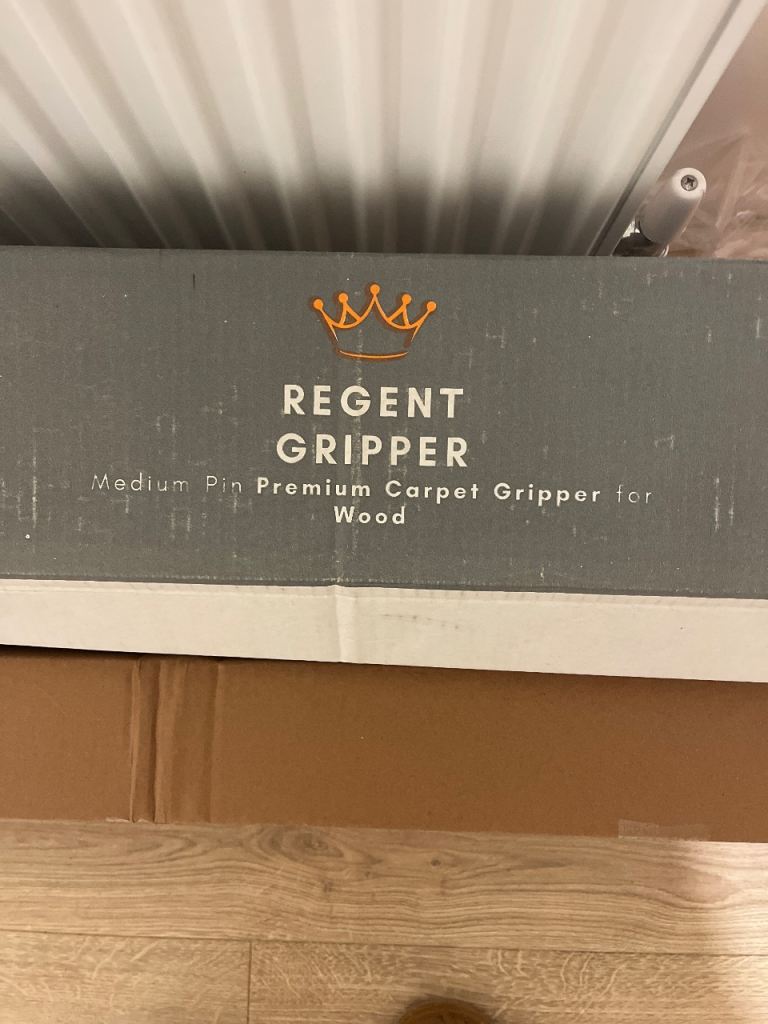 REGENT
GRIPPER
Medium Pin Premium Carpet Gripper for
Wood